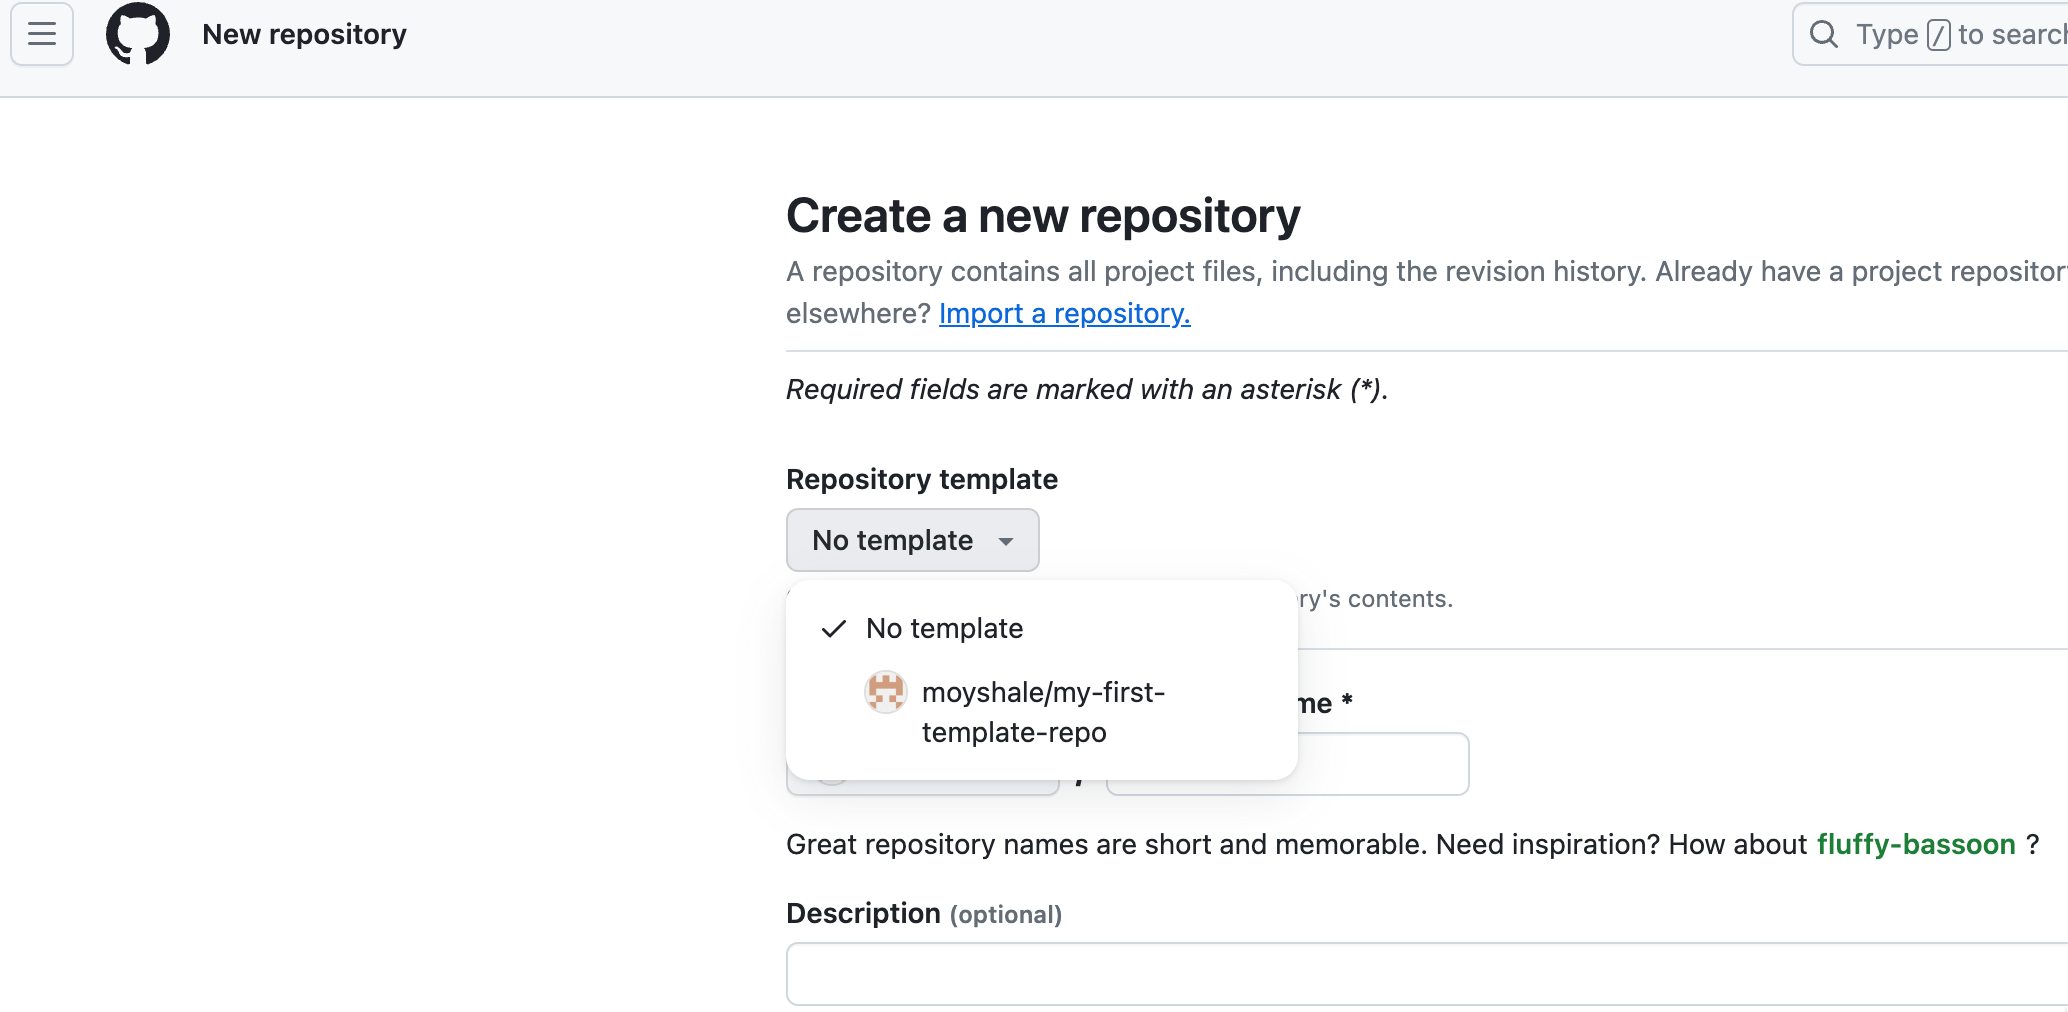 New repository
Type / to search
Create a new repository
A repository contains all project files, including the revision history. Already have a project
elsewhere? Import a repository.
Required fields are marked with an asterisk (*).
Repository template
No template
ry's contents.
No template
moyshale/my-first-
template-repo
me *
/
Great repository names are short and memorable. Need inspiration? How about fluffy-bassoon ?
Description (optional)